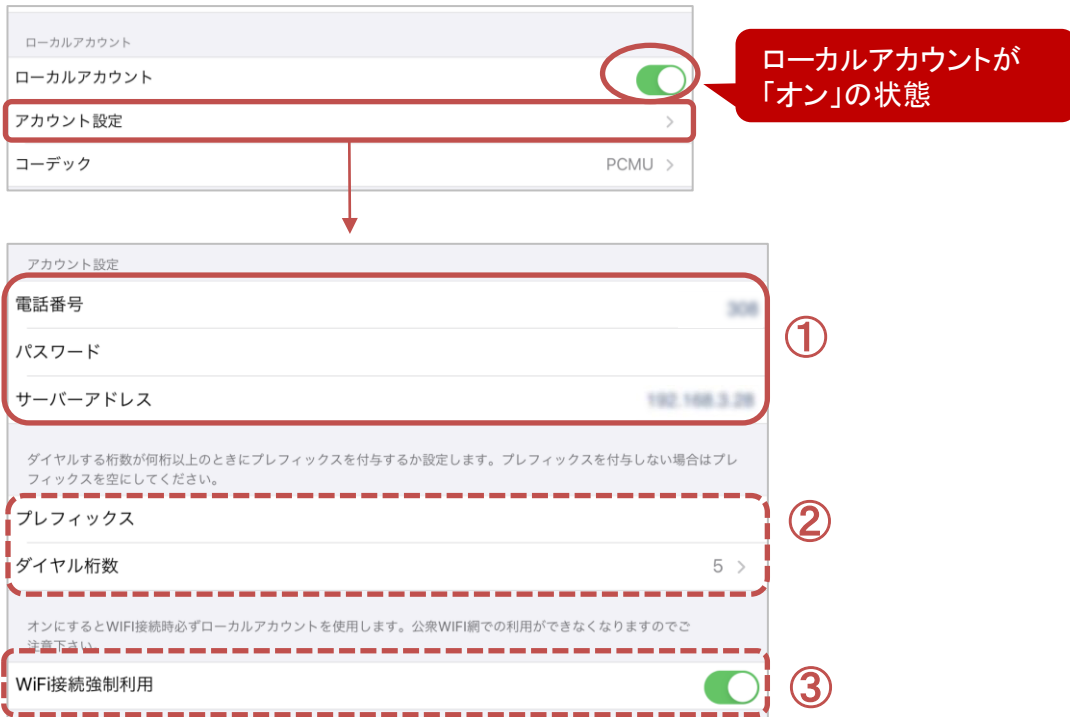 ローカルアカウント
ローカルアカウント
ローカルアカウントが
「オン」の状態
アカウント設定
コーデック PCMU
アカウント設定
電話番号 308
パスワード
サーバーアドレス 192.168.3.28
①
ダイヤルする桁数が何桁以上のときにプレフィックスを付与するか設定します。プレフィックスを付与しない場合はプレ
フィックスを空にしてください。
プレフィックス
②
ダイヤル桁数 5
オンにするとWIFI接続時必ずローカルアカウントを使用します。公衆WIFI網での利用ができなくなりますのでご
注意下さい。
WiFi接続強制利用
③